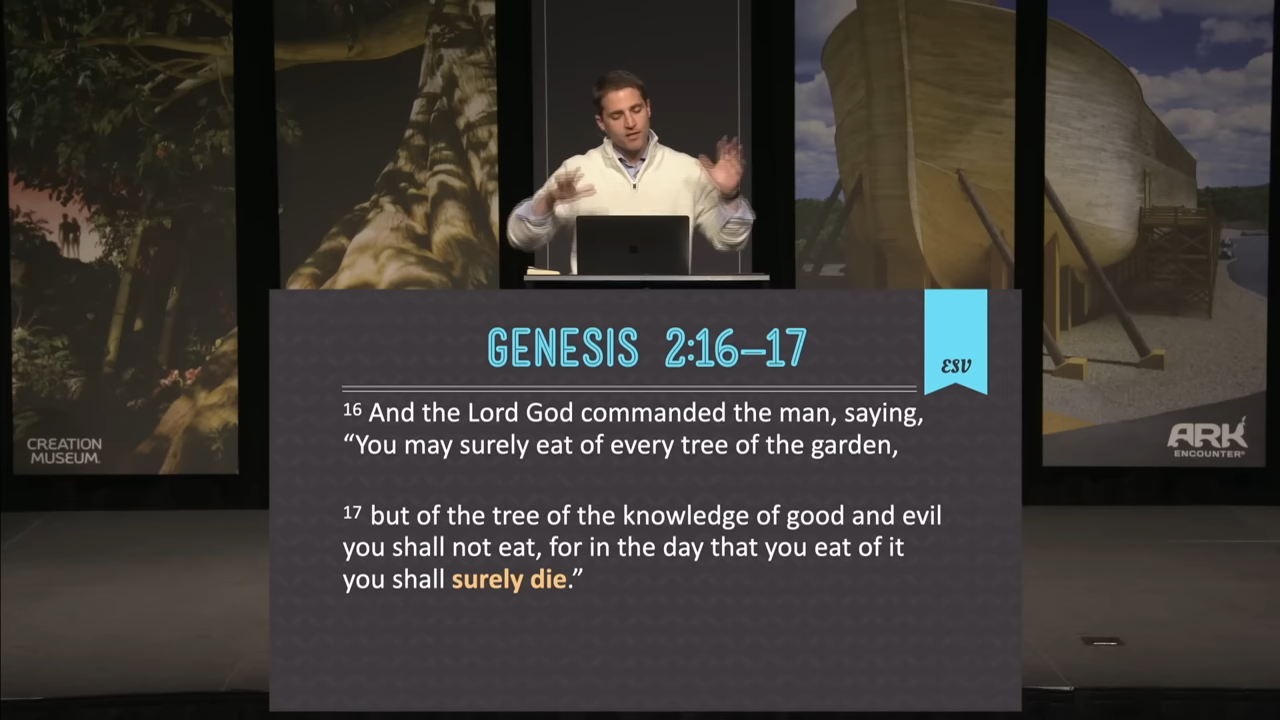 GENESIS 2:16–17
ESV
16 And the Lord God commanded the man, saying,
“You may surely eat of every tree of the garden,
17 but of the tree of the knowledge of good and evil
you shall not eat, for in the day that you eat of it
you shall surely die.”
CREATION
MUSEUM.
ARK
ENCOUNTER